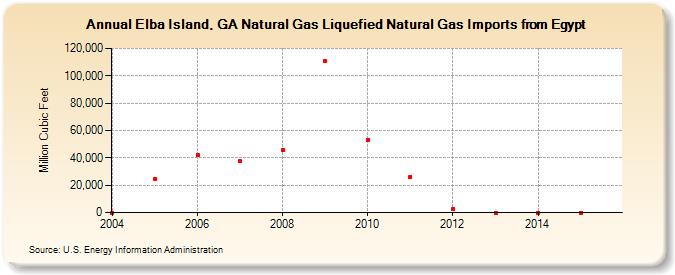 Annual Elba Island, GA Natural Gas Liquefied Natural Gas Imports from Egypt
Million Cubic Feet
120,000
100,000
80,000
60,000
40,000
20,000
0
2004 2006 2008 2010 2012 2014
Source: U.S. Energy Information Administration